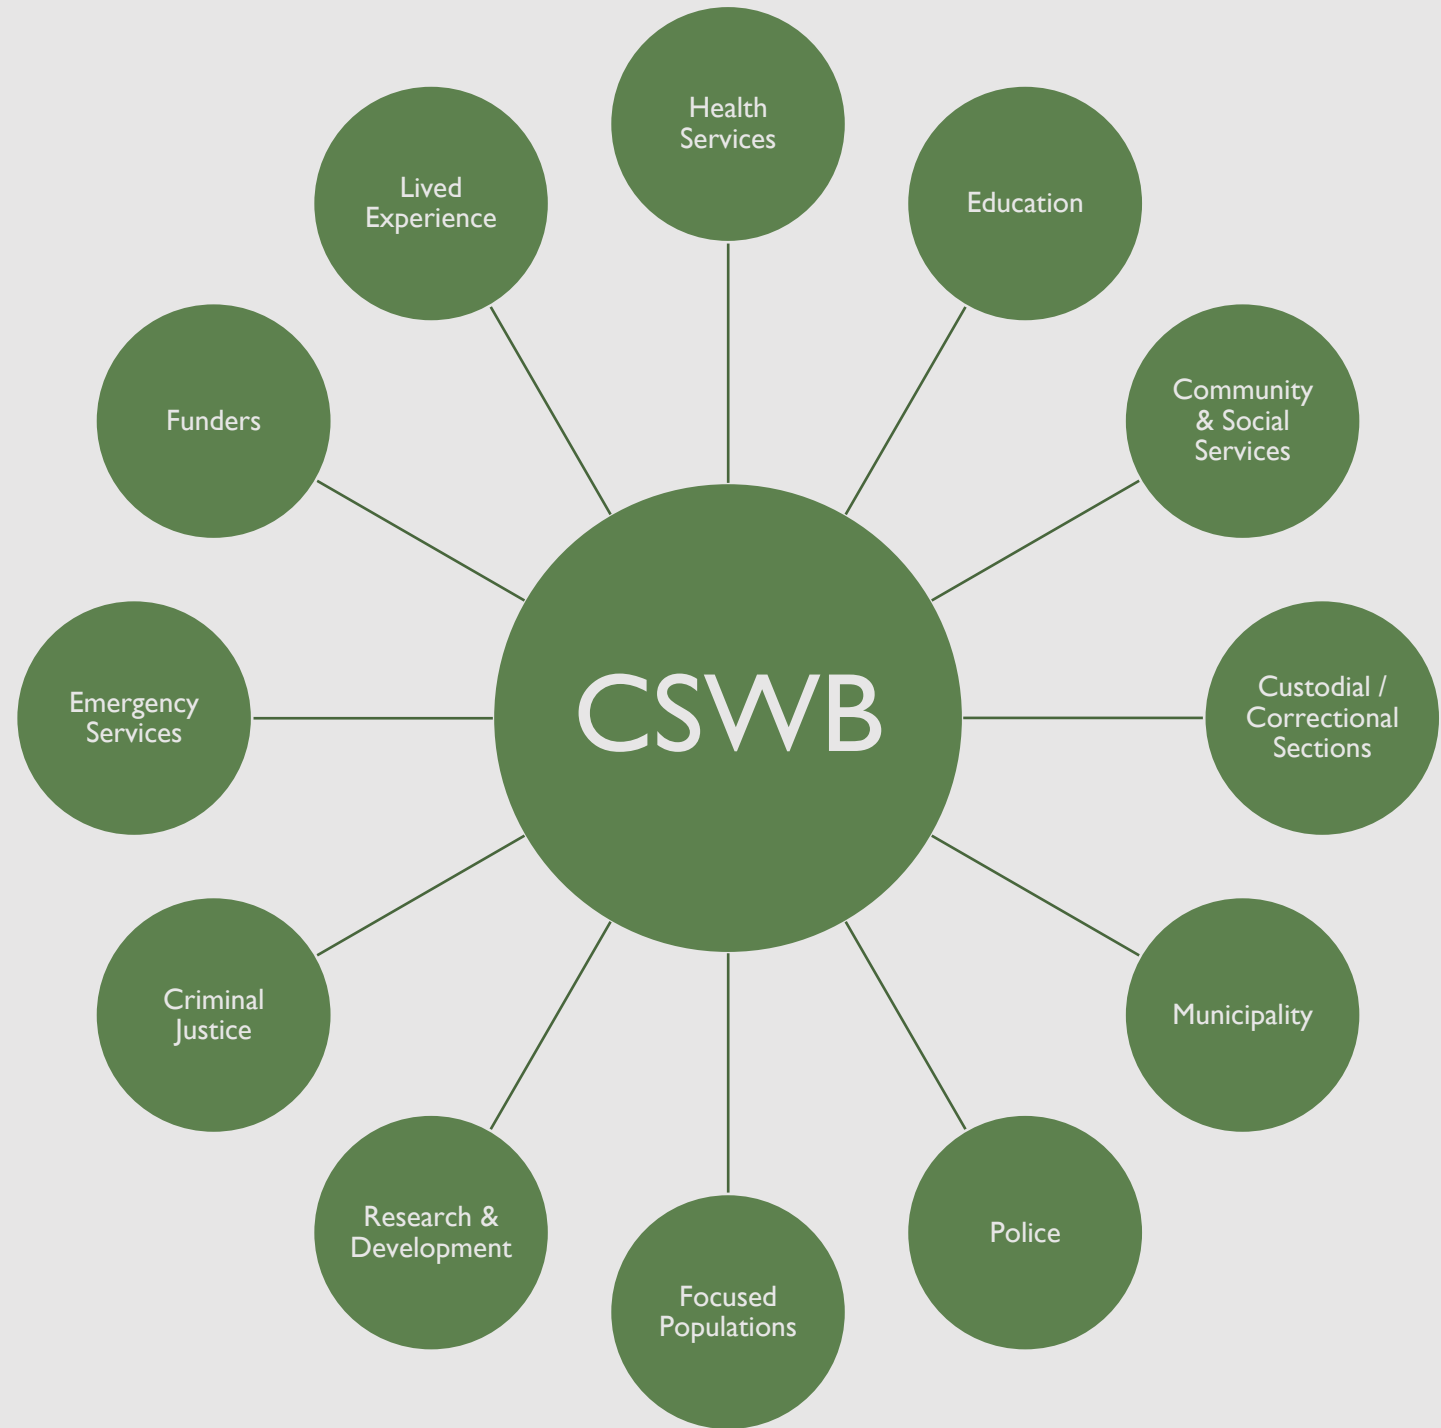 Health
Services
Education
Community
& Social
Services
Custodial /
Correctional
Sections
Municipality
Police
Focused
Populations
Research &
Development
Criminal
Justice
Emergency
Services
Funders
Lived
Experience
CSWB